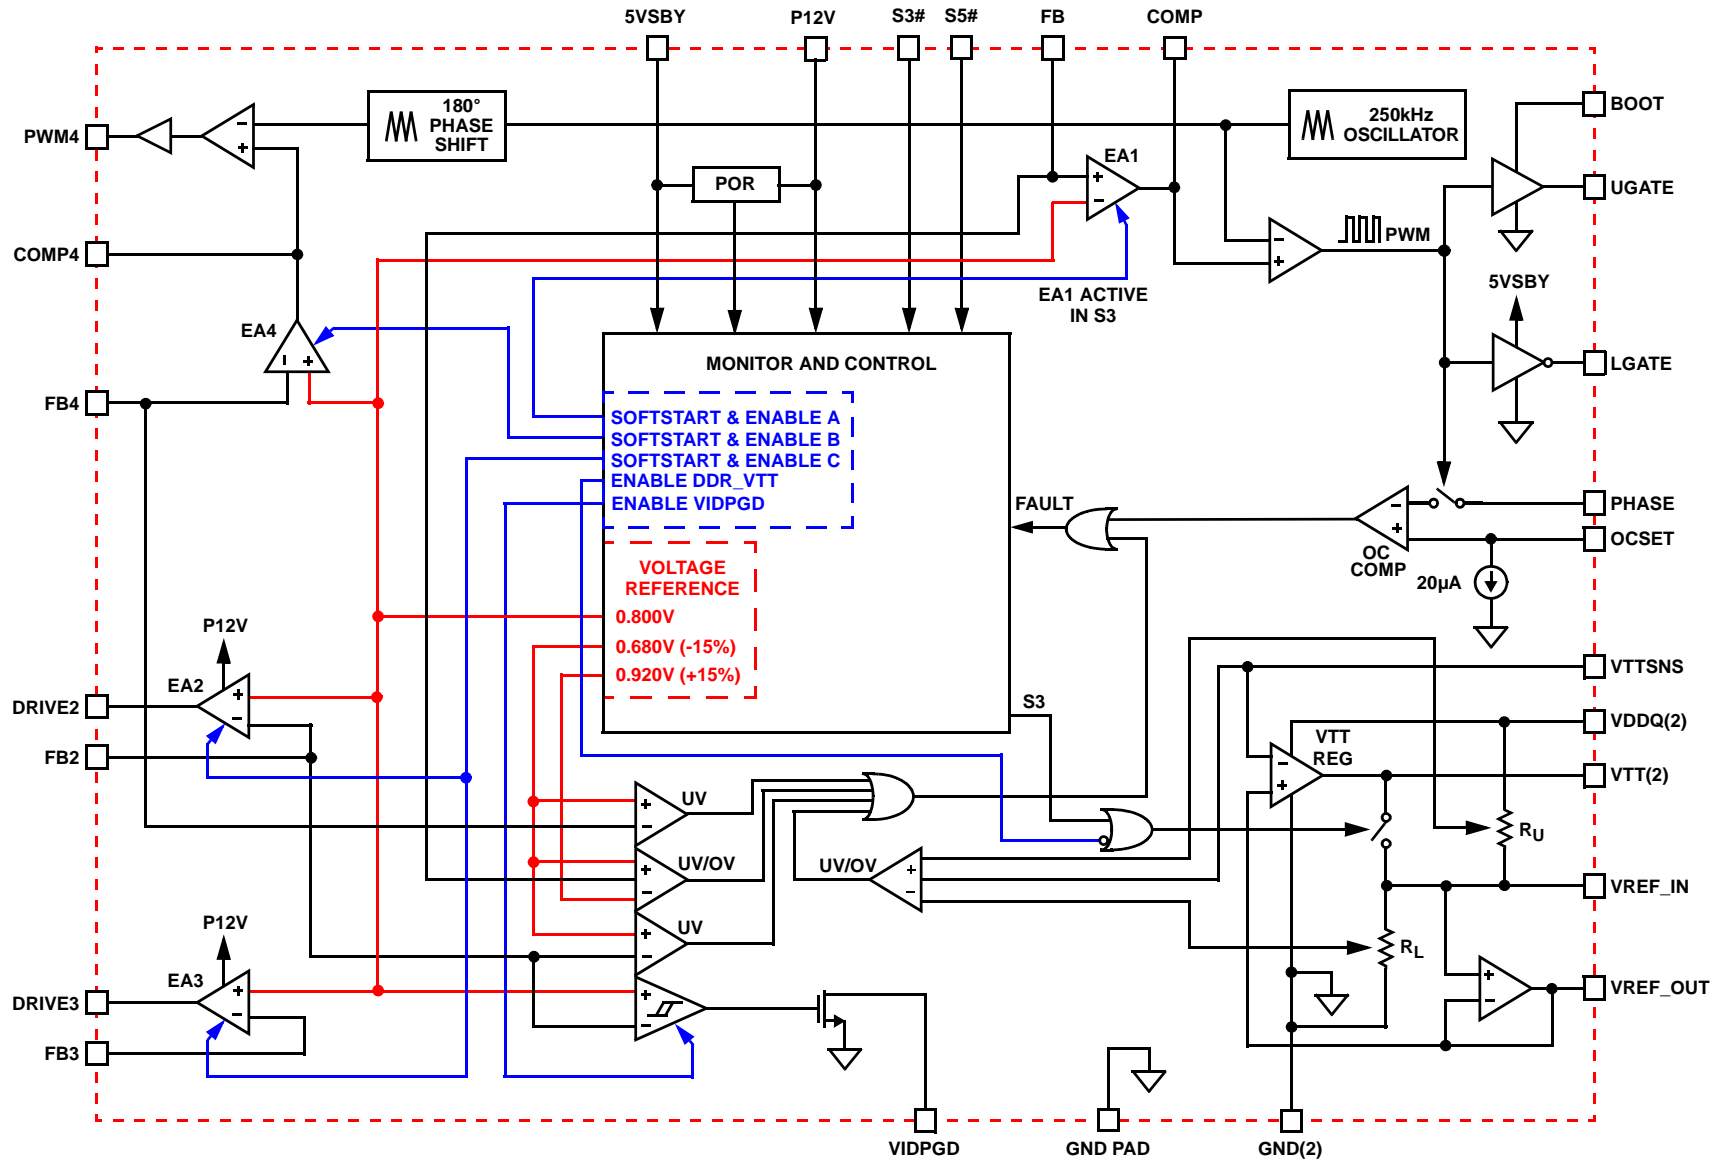 5VSBY P12V S3# S5# FB COMP
BOOT
180°
PHASE
SHIFT
250kHz
OSCILLATOR
PWM4
- +
EA1
POR
+ -
UGATE
PWM
- +
COMP4
5VSBY
EA1 ACTIVE
IN S3
EA4
- +
MONITOR AND CONTROL
LGATE
FB4
SOFTSTART & ENABLE A
SOFTSTART & ENABLE B
SOFTSTART & ENABLE C
ENABLE DDR_VTT
ENABLE VIDPGD
FAULT
- +
PHASE
OCSET
OC
COMP
VOLTAGE
REFERENCE
20µA
0.800V
0.680V (-15%)
0.920V (+15%)
P12V
VTTSNS
EA2
+ -
DRIVE2
S3
VDDQ(2)
VTT
REG
- +
FB2
VTT(2)
UV
+ -
RU
UV/OV
+ -
UV/OV
+ -
VREF_IN
P12V
UV
+ -
RL
EA3
+ -
DRIVE3
+ -
+ -
VREF_OUT
FB3
VIDPGD
GND PAD
GND(2)